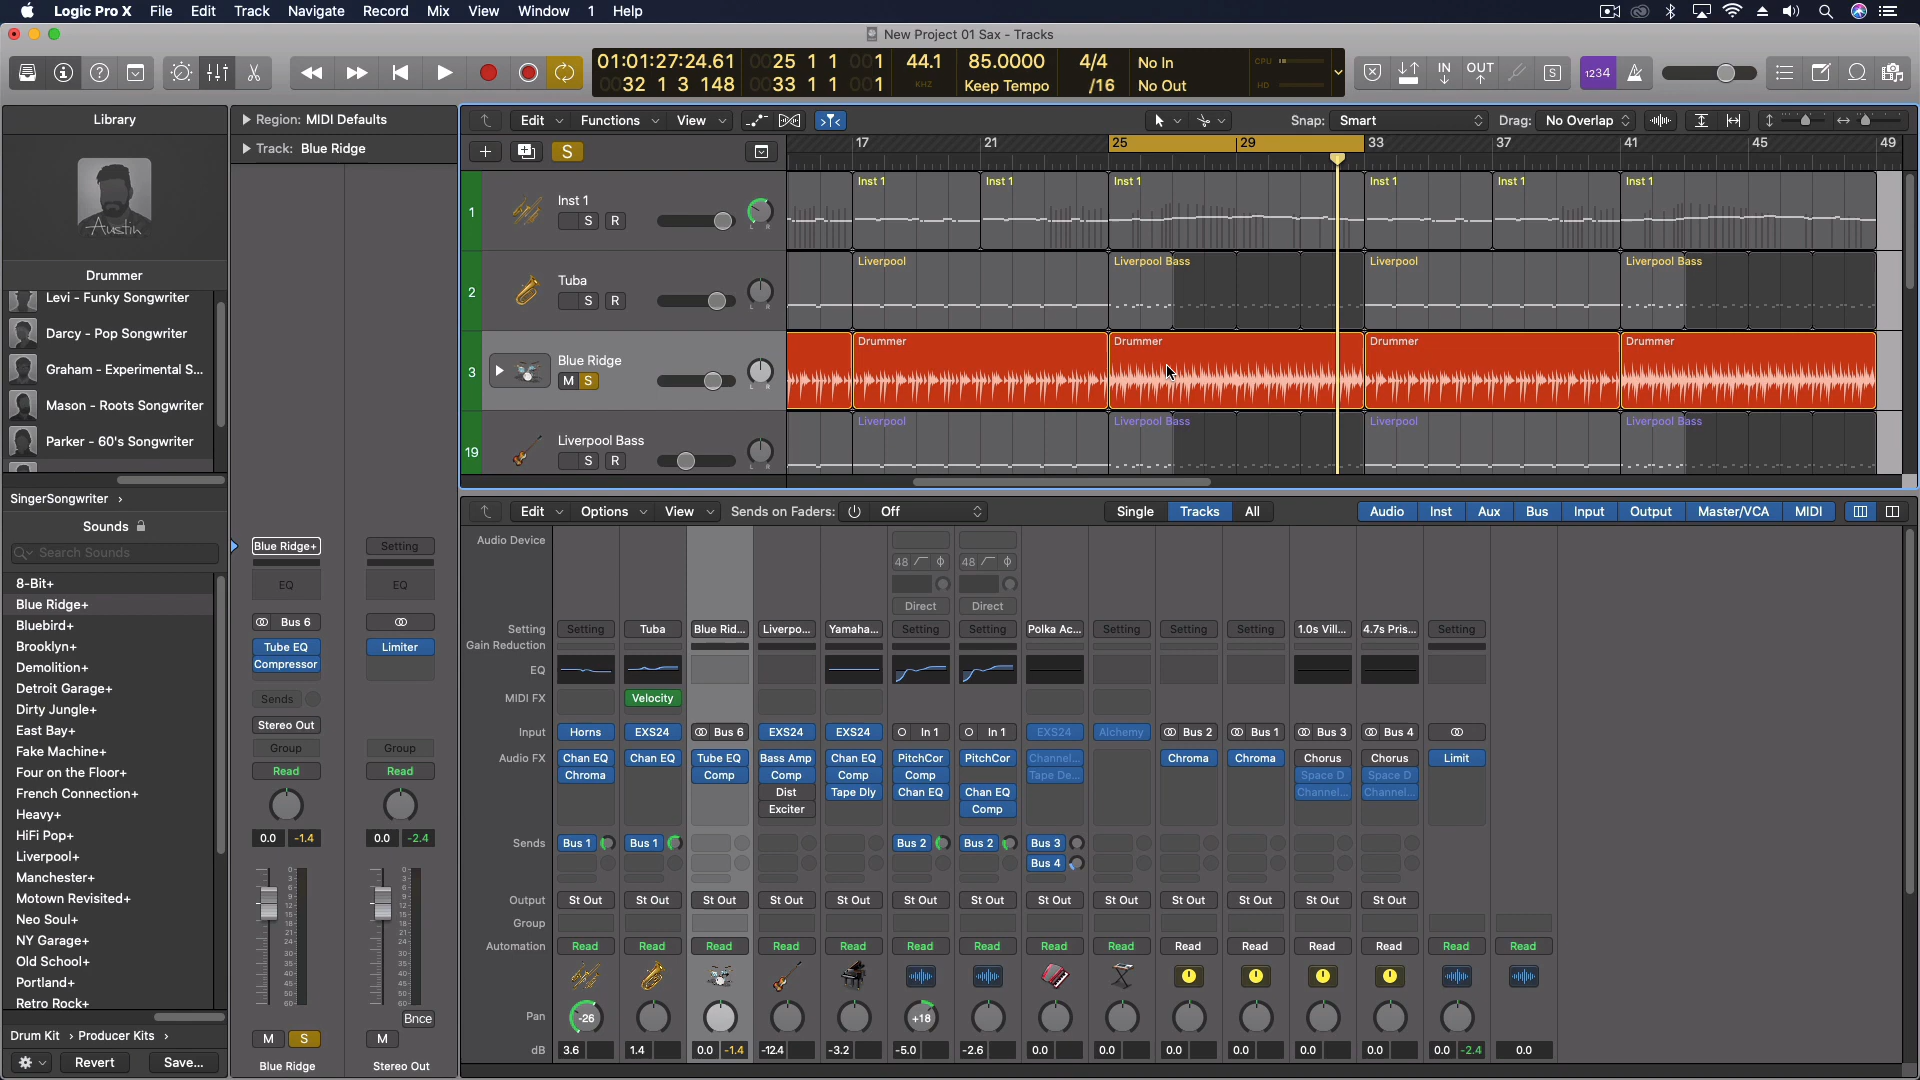 Logic Pro X File Edit Track Navigate Record Mix View Window 1 Help
New Project 01 Sax - Tracks
01:01:27:24.61 0025 1 1 001 44.1 85.0000 4/4 No In CPU
0032 1 3 148 0033 1 1 001 KHZ Keep Tempo /16 No Out HD
IN OUT S 1234
Library
Region: MIDI Defaults
Track: Blue Ridge
Edit Functions View Snap: Smart Drag: No Overlap
S
17 21 25 29 33 37 41 45 49
Austin
Drummer
Levi - Funky Songwriter
Darcy - Pop Songwriter
Graham - Experimental S...
Mason - Roots Songwriter
Parker - 60's Songwriter
SingerSongwriter
Sounds
Search Sounds
8-Bit+
Blue Ridge+
Bluebird+
Brooklyn+
Demolition+
Detroit Garage+
Dirty Jungle+
East Bay+
Fake Machine+
Four on the Floor+
French Connection+
Heavy+
HiFi Pop+
Liverpool+
Manchester+
Motown Revisited+
Neo Soul+
NY Garage+
Old School+
Portland+
Retro Rock+
Drum Kit Producer Kits
Revert Save...
1 Inst 1 S R L R
Inst 1 Inst 1 Inst 1 Inst 1 Inst 1 Inst 1
2 Tuba S R L R
Liverpool Liverpool Bass Liverpool Liverpool Bass
3 Blue Ridge M S L R
Drummer Drummer Drummer Drummer
19 Liverpool Bass S R L R
Liverpool Liverpool Bass Liverpool Liverpool Bass
Blue Ridge+ Setting
EQ EQ
Bus 6
Tube EQ Limiter
Compressor
Sends
Stereo Out
Group Group
Read Read
0.0 -1.4 0.0 -2.4
Bnce
M S M
Blue Ridge Stereo Out
Edit Options View Sends on Faders: Off Single Tracks All Audio Inst Aux Bus Input Output Master/VCA MIDI
Audio Device
48 48
Direct Direct
Setting Setting Tuba Blue Rid... Liverpo... Yamaha... Setting Setting Polka Ac... Setting Setting Setting 1.0s Vill... 4.7s Pris... Setting
Gain Reduction
EQ
MIDI FX Velocity
Input Horns EXS24 Bus 6 EXS24 EXS24 In 1 In 1 EXS24 Alchemy Bus 2 Bus 1 Bus 3 Bus 4
Audio FX Chan EQ Chan EQ Tube EQ Bass Amp Chan EQ PitchCor PitchCor Channel... Chroma Chroma Chorus Chorus Limit
Chroma Comp Comp Comp Comp Tape De... Space D Space D
Dist Tape Dly Chan EQ Chan EQ Channel... Channel...
Exciter Comp
Sends Bus 1 Bus 1 Bus 2 Bus 2 Bus 3
Bus 4
Output St Out St Out St Out St Out St Out St Out St Out St Out St Out St Out St Out St Out St Out
Group
Automation Read Read Read Read Read Read Read Read Read Read Read Read Read Read Read
Pan -26 +18
dB 3.6 1.4 0.0 -1.4 -12.4 -3.2 -5.0 -2.6 0.0 0.0 0.0 0.0 0.0 0.0 0.0 -2.4 0.0